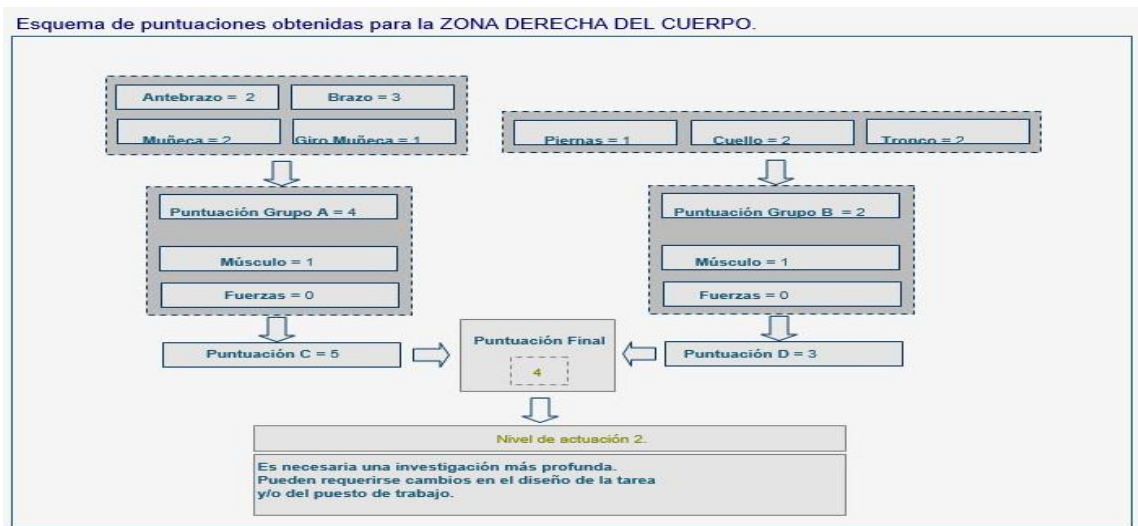 Esquema de puntuaciones obtenidas para la ZONA DERECHA DEL CUERPO.
Antebrazo = 2
Brazo = 3
Muñeca = 2
Giro Muñeca = 1
Piernas = 1
Cuello = 2
Tronco = 2
Puntuación Grupo A = 4
Músculo = 1
Fuerzas = 0
Puntuación Grupo B = 2
Músculo = 1
Fuerzas = 0
Puntuación C = 5
Puntuación Final
4
Puntuación D = 3
Nivel de actuación 2.
Es necesaria una investigación más profunda.
Pueden requerirse cambios en el diseño de la tarea
y/o del puesto de trabajo.